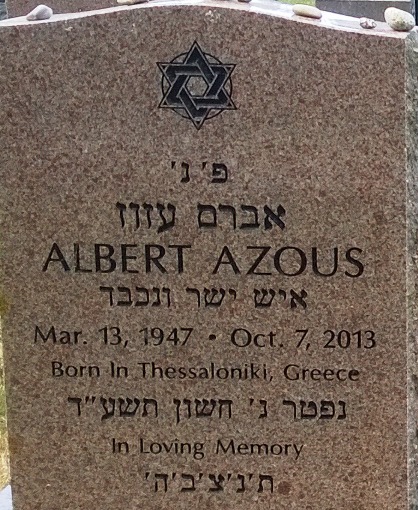 פ' נ'
אברם עזוז
ALBERT AZOUS
איש ישר ונכבד
Mar. 13, 1947 • Oct. 7, 2013
Born In Thessaloniki, Greece
נפטר ג' חשון תשע"ד
In Loving Memory
ת'נ'צ'ב'ה'